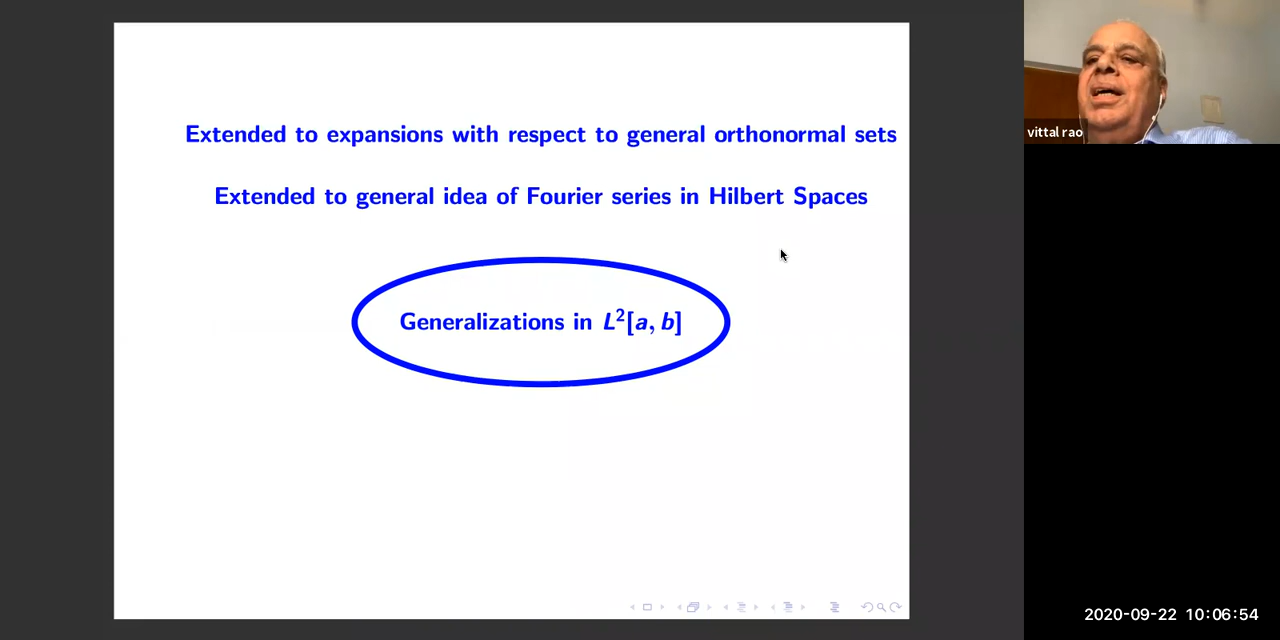 Extended to expansions with respect to general orthonormal sets
Extended to general idea of Fourier series in Hilbert Spaces
Generalizations in L²[a, b]
vittal rao
2020-09-22 10:06:54